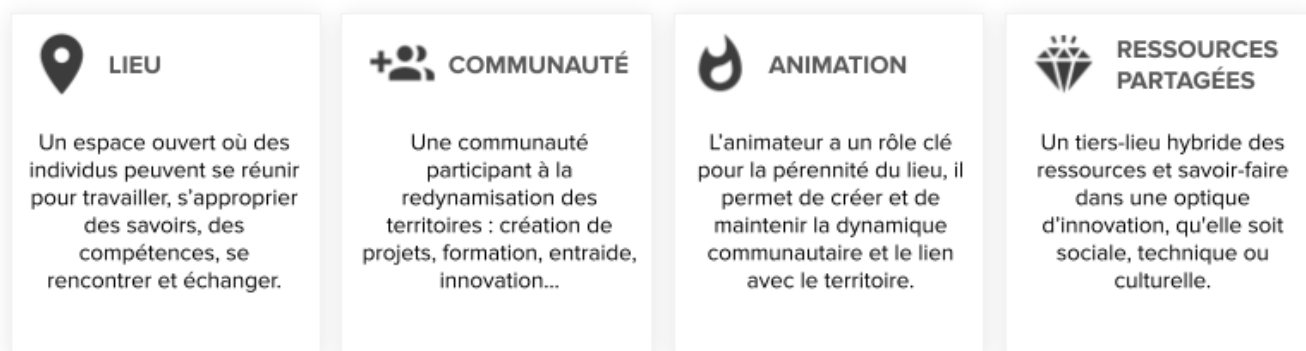 LIEU
Un espace ouvert où des
individus peuvent se réunir
pour travailler, s'approprier
des savoirs, des
compétences, se
rencontrer et échanger.
COMMUNAUTÉ
Une communauté
participant à la
redynamisation des
territoires : création de
projets, formation, entraide,
innovation...
ANIMATION
L'animateur a un rôle clé
pour la pérennité du lieu, il
permet de créer et de
maintenir la dynamique
communautaire et le lien
avec le territoire.
RESSOURCES
PARTAGÉES
Un tiers-lieu hybride des
ressources et savoir-faire
dans une optique
d'innovation, qu'elle soit
sociale, technique ou
culturelle.